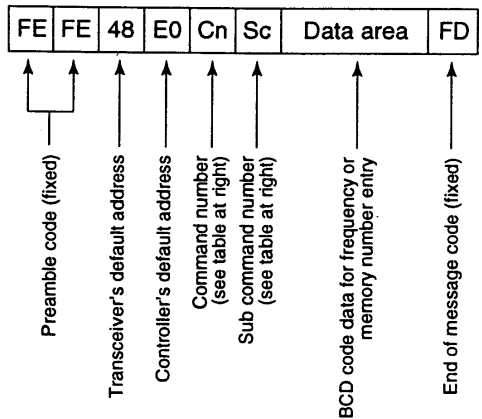 FE FE 48 E0 Cn Sc Data area FD
Preamble code (fixed)
Transceiver's default address
Controller's default address
Command number
(see table at right)
Sub command number
(see table at right)
BCD code data for frequency or
memory number entry
End of message code (fixed)